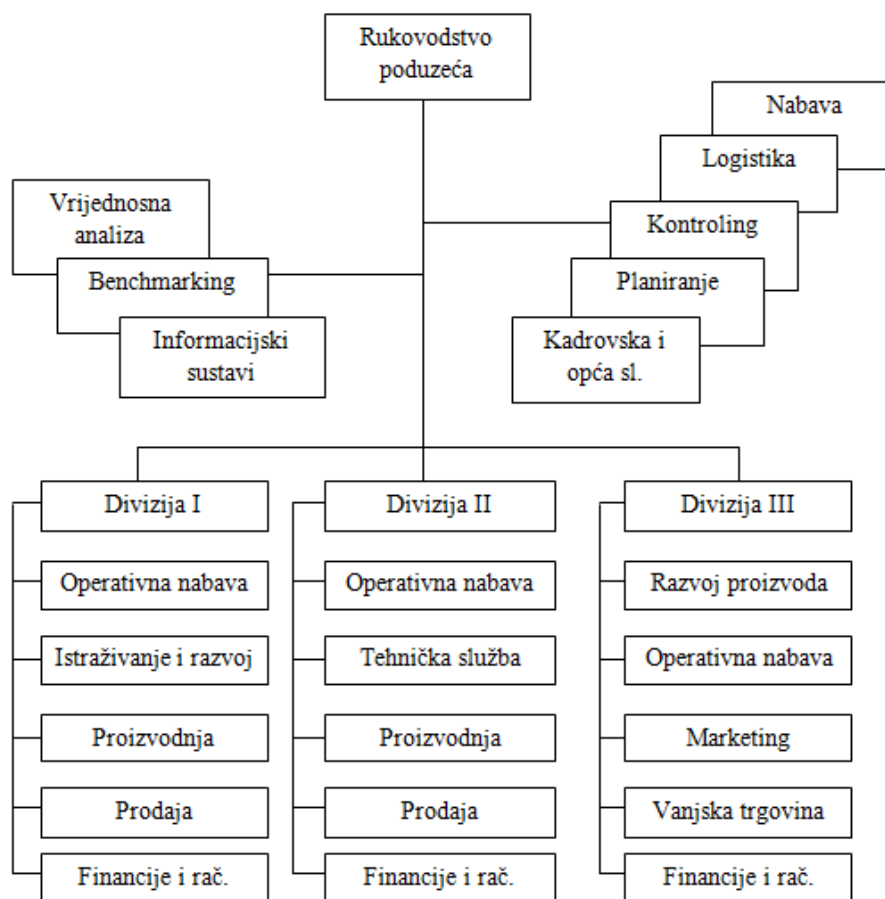 Rukovodstvo
poduzeća
Nabava
Logistika
Kontroling
Planiranje
Kadrovska i
opća sl.
Vrijednosna
analiza
Benchmarking
Informacijski
sustavi
Divizija I
Operativna nabava
Istraživanje i razvoj
Proizvodnja
Prodaja
Financije i rač.
Divizija II
Operativna nabava
Tehnička služba
Proizvodnja
Prodaja
Financije i rač.
Divizija III
Razvoj proizvoda
Operativna nabava
Marketing
Vanjska trgovina
Financije i rač.